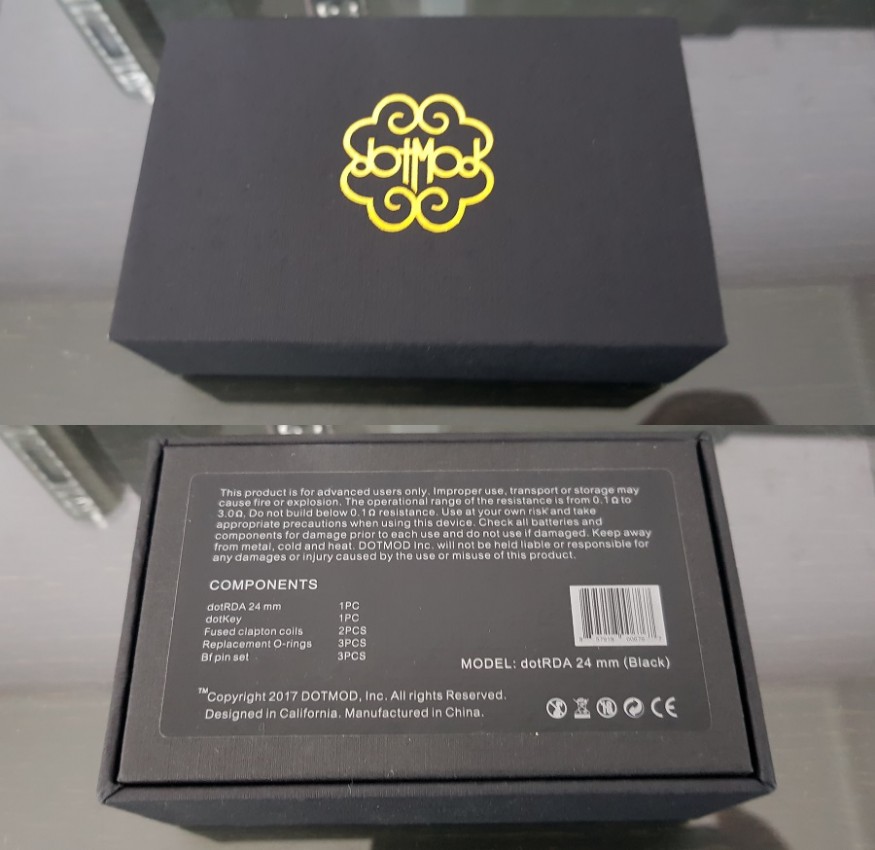 dotMod
This product is for advanced users only. Improper use, transport or storage may
cause fire or explosion. The operational range of the resistance is from 0.1Ω to
3.0Ω. Do not build below 0.1Ω resistance. Use at your own risk and take
appropriate precautions when using this device. Check all batteries and
components for damage prior to each use and do not use if damaged. Keep away
from metal, cold and heat. DOTMOD Inc. will not be held liable or responsible for
any damages or injury caused by the use or misuse of this product.
COMPONENTS
dotRDA 24 mm 1PC
dotKey 1PC
Fused clapton coils 2PCS
Replacement O-rings 3PCS
Bf pin set 3PCS
MODEL: dotRDA 24 mm (Black)
™Copyright 2017 DOTMOD, Inc. All rights Reserved.
Designed in California. Manufactured in China.
CE